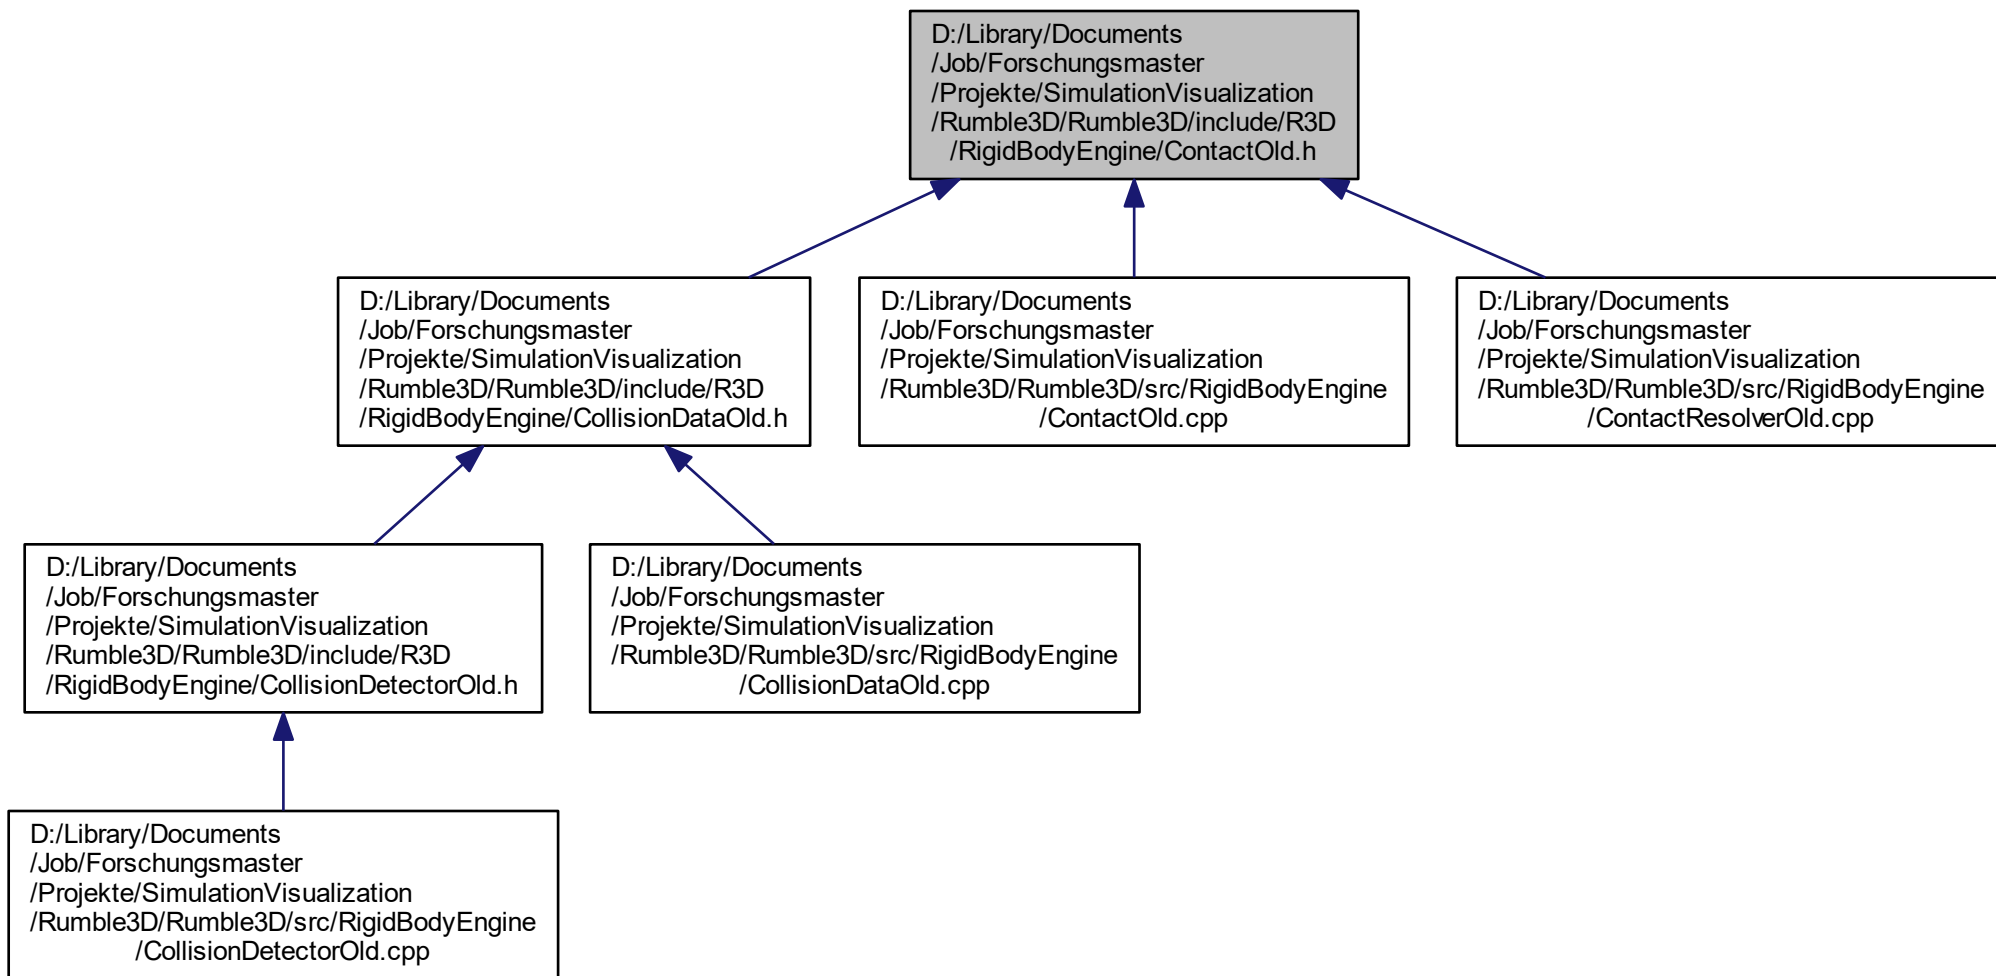 D:/Library/Documents
/Job/Forschungsmaster
/Projekte/SimulationVisualization
/Rumble3D/Rumble3D/include/R3D
/RigidBodyEngine/ContactOld.h
D:/Library/Documents
/Job/Forschungsmaster
/Projekte/SimulationVisualization
/Rumble3D/Rumble3D/include/R3D
/RigidBodyEngine/CollisionDataOld.h
D:/Library/Documents
/Job/Forschungsmaster
/Projekte/SimulationVisualization
/Rumble3D/Rumble3D/src/RigidBodyEngine
/ContactOld.cpp
D:/Library/Documents
/Job/Forschungsmaster
/Projekte/SimulationVisualization
/Rumble3D/Rumble3D/src/RigidBodyEngine
/ContactResolverOld.cpp
D:/Library/Documents
/Job/Forschungsmaster
/Projekte/SimulationVisualization
/Rumble3D/Rumble3D/include/R3D
/RigidBodyEngine/CollisionDetectorOld.h
D:/Library/Documents
/Job/Forschungsmaster
/Projekte/SimulationVisualization
/Rumble3D/Rumble3D/src/RigidBodyEngine
/CollisionDataOld.cpp
D:/Library/Documents
/Job/Forschungsmaster
/Projekte/SimulationVisualization
/Rumble3D/Rumble3D/src/RigidBodyEngine
/CollisionDetectorOld.cpp